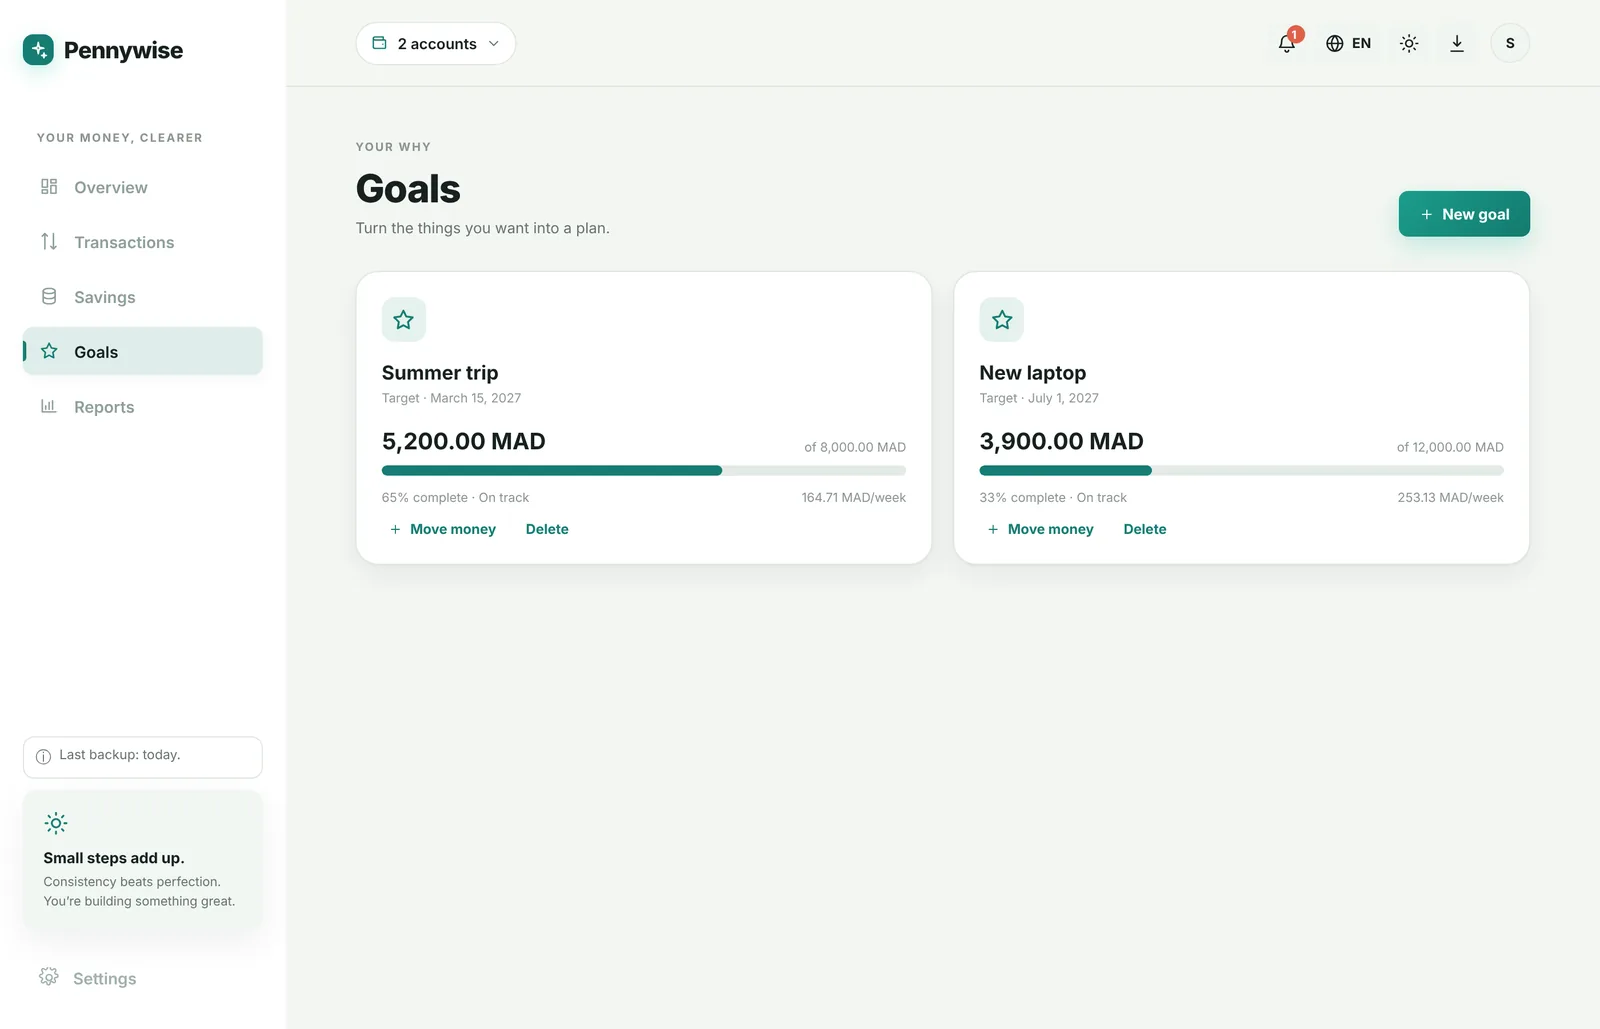 Pennywise
YOUR MONEY, CLEARER
Overview
Transactions
Savings
Goals
Reports
Last backup: today.
Small steps add up.
Consistency beats perfection.
You’re building something great.
Settings
2 accounts
1
EN
S
YOUR WHY
Goals
Turn the things you want into a plan.
+ New goal
Summer trip
Target · March 15, 2027
5,200.00 MAD
of 8,000.00 MAD
65% complete · On track
164.71 MAD/week
+ Move money
Delete
New laptop
Target · July 1, 2027
3,900.00 MAD
of 12,000.00 MAD
33% complete · On track
253.13 MAD/week
+ Move money
Delete